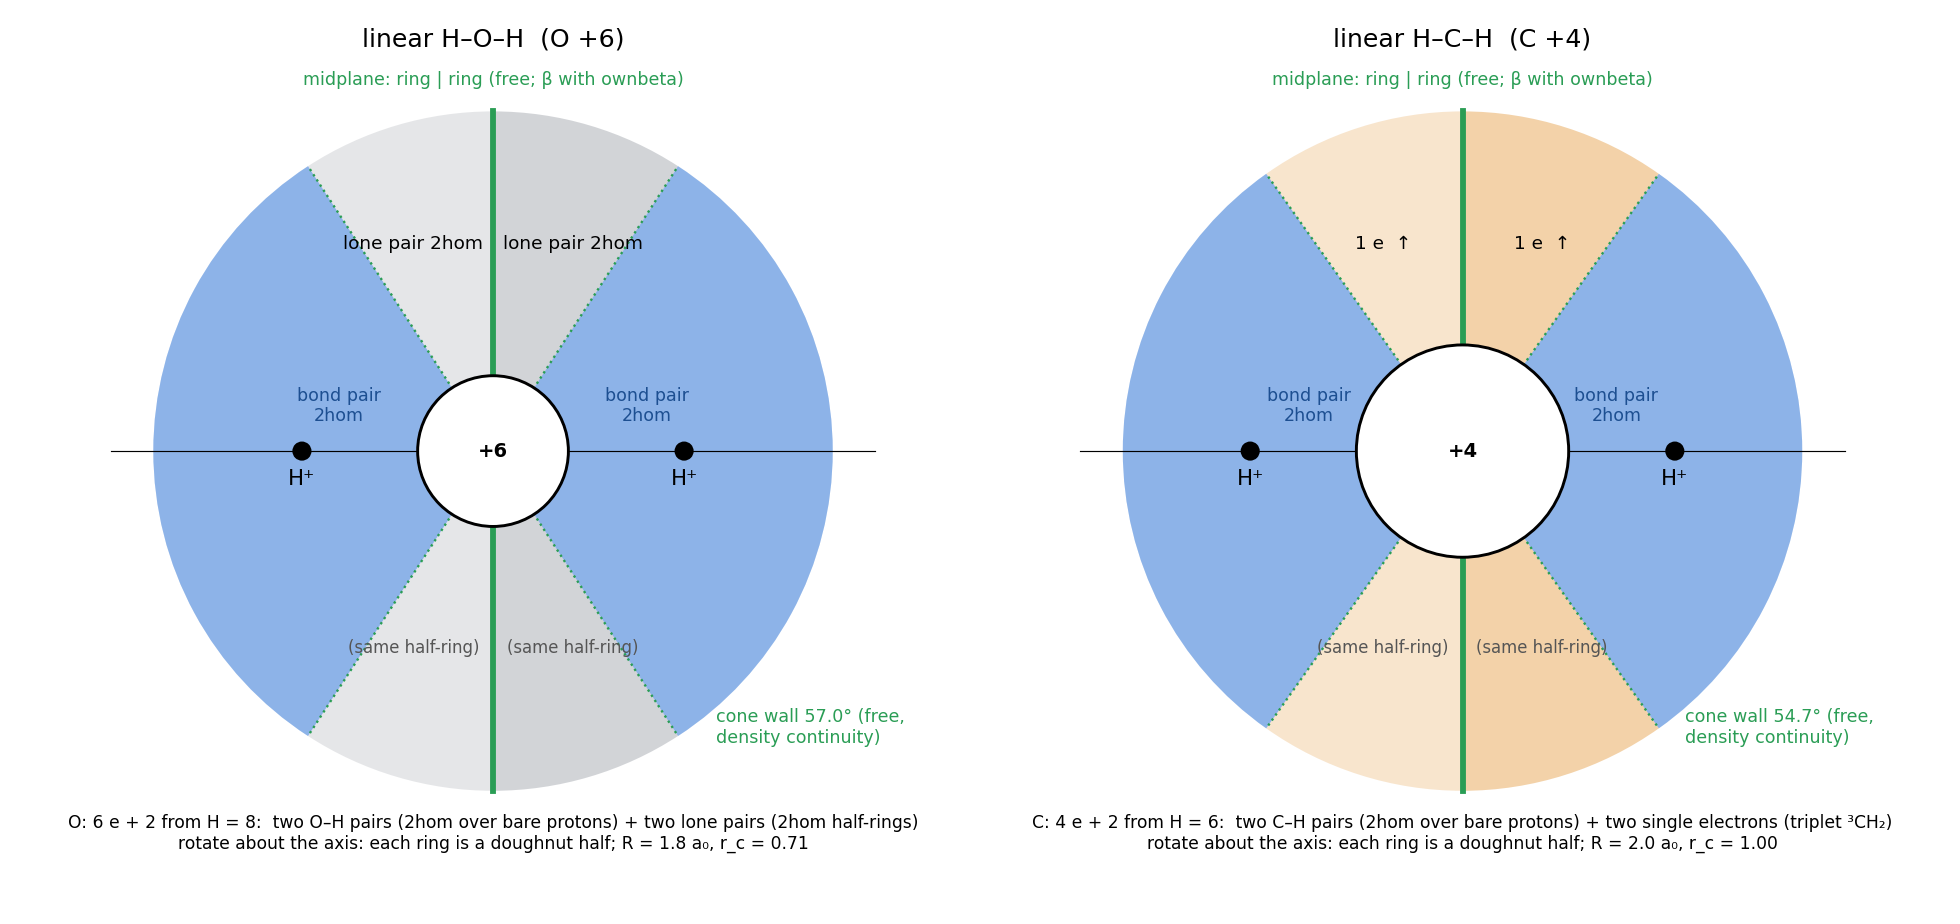 linear H–O–H  (O +6)
midplane: ring | ring (free; β with ownbeta)
lone pair 2hom
lone pair 2hom
bond pair
2hom
bond pair
2hom
+6
H⁺
H⁺
(same half-ring)
(same half-ring)
cone wall 57.0° (free,
density continuity)
O: 6 e + 2 from H = 8:  two O–H pairs (2hom over bare protons) + two lone pairs (2hom half-rings)
rotate about the axis: each ring is a doughnut half; R = 1.8 a₀, r_c = 0.71
linear H–C–H  (C +4)
midplane: ring | ring (free; β with ownbeta)
1 e  ↑
1 e  ↑
bond pair
2hom
bond pair
2hom
+4
H⁺
H⁺
(same half-ring)
(same half-ring)
cone wall 54.7° (free,
density continuity)
C: 4 e + 2 from H = 6:  two C–H pairs (2hom over bare protons) + two single electrons (triplet ³CH₂)
rotate about the axis: each ring is a doughnut half; R = 2.0 a₀, r_c = 1.00